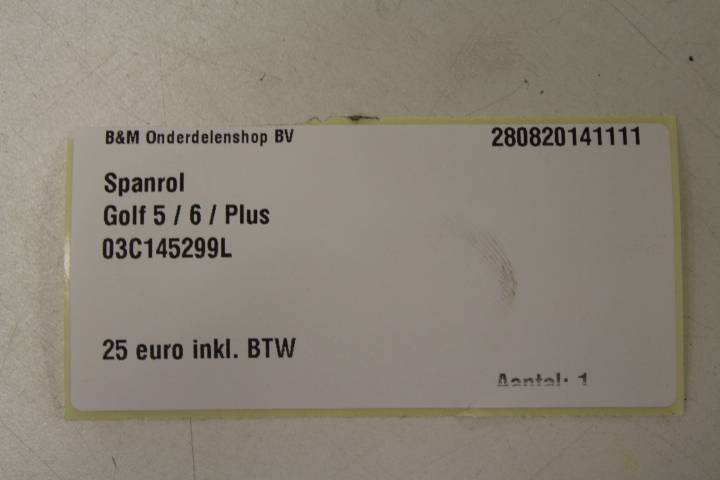 B&M Onderdelenshop BV 280820141111
Spanrol
Golf 5 / 6 / Plus
03C145299L
25 euro inkl. BTW
Aantal: 1